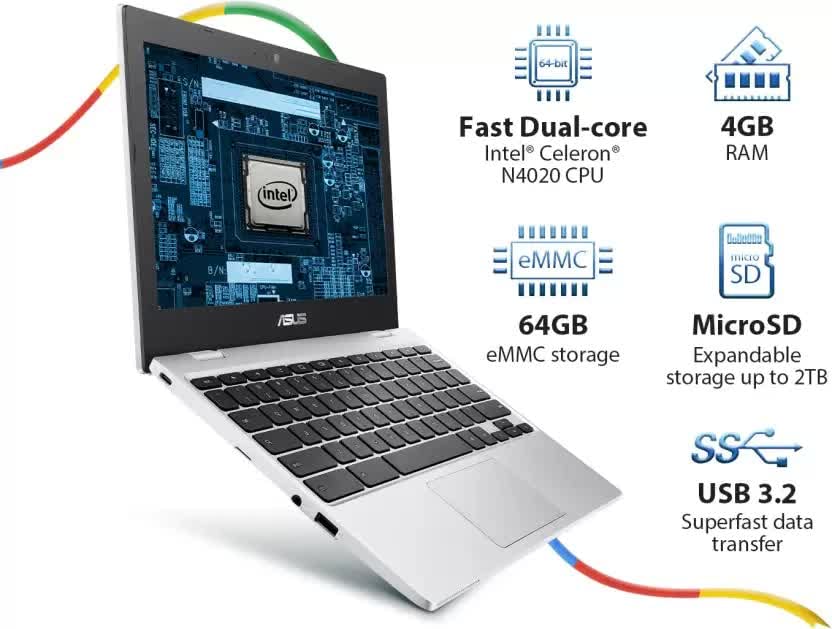 64-bit
Fast Dual-core
Intel® Celeron®
N4020 CPU
4GB
RAM
S/N:
intel
B/N:
ASUS
eMMC
64GB
eMMC storage
micro
SD
MicroSD
Expandable
storage up to 2TB
SS
USB 3.2
Superfast data
transfer